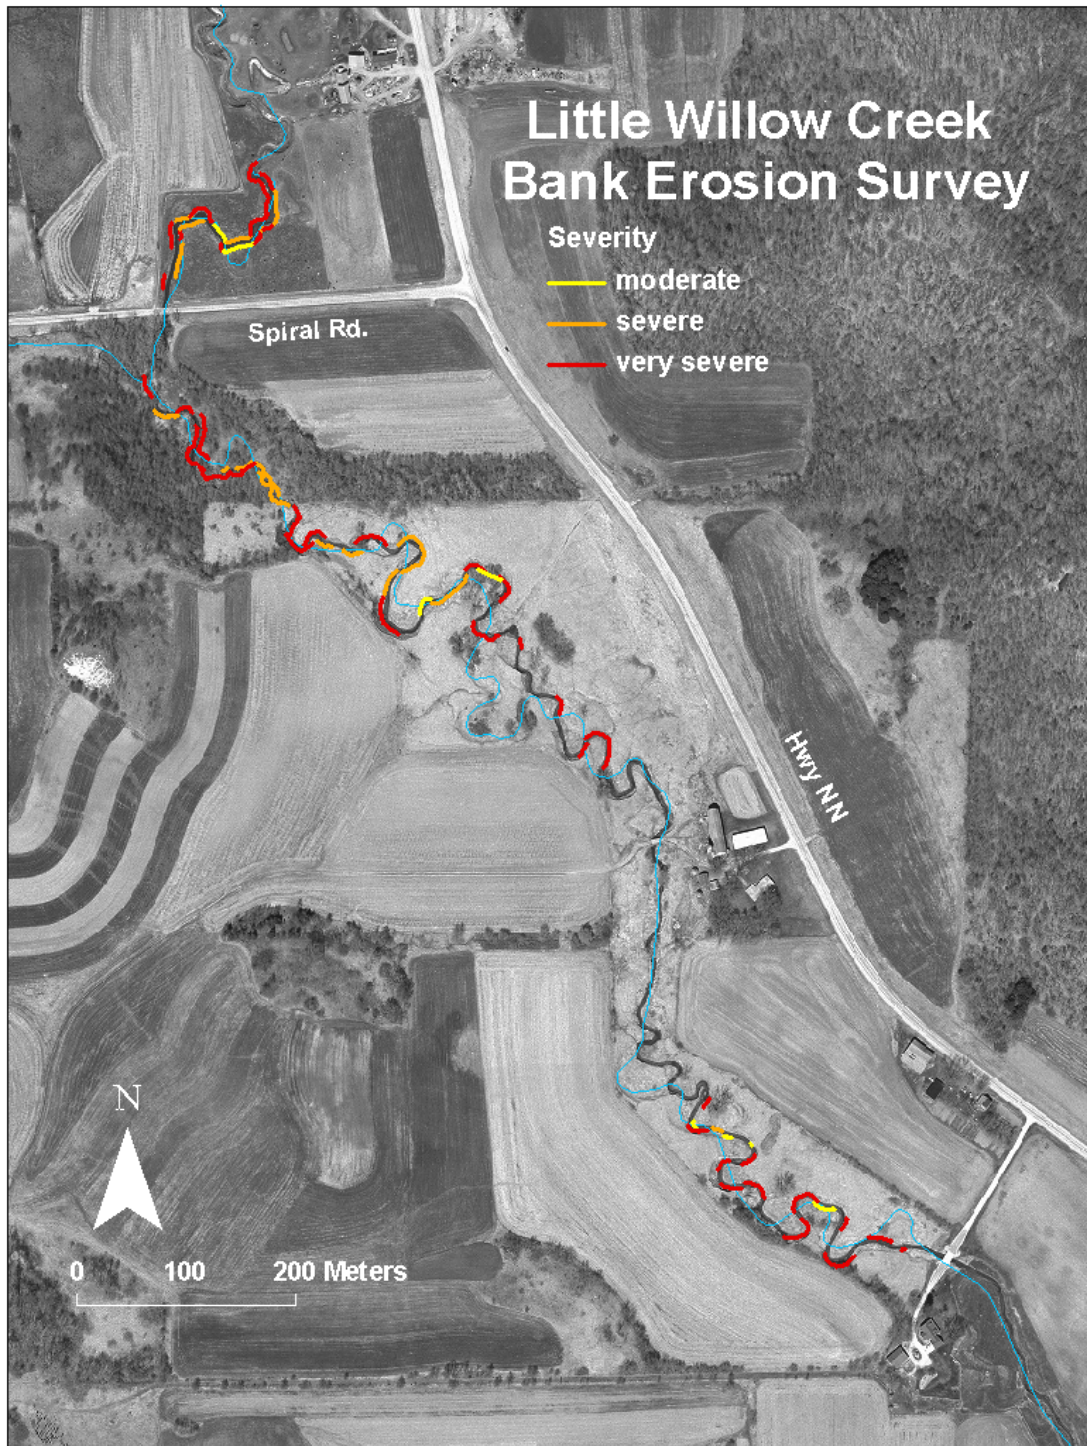 Little Willow Creek
Bank Erosion Survey
Severity
moderate
severe
very severe
Spiral Rd.
Hwy NN
N
0 100 200 Meters